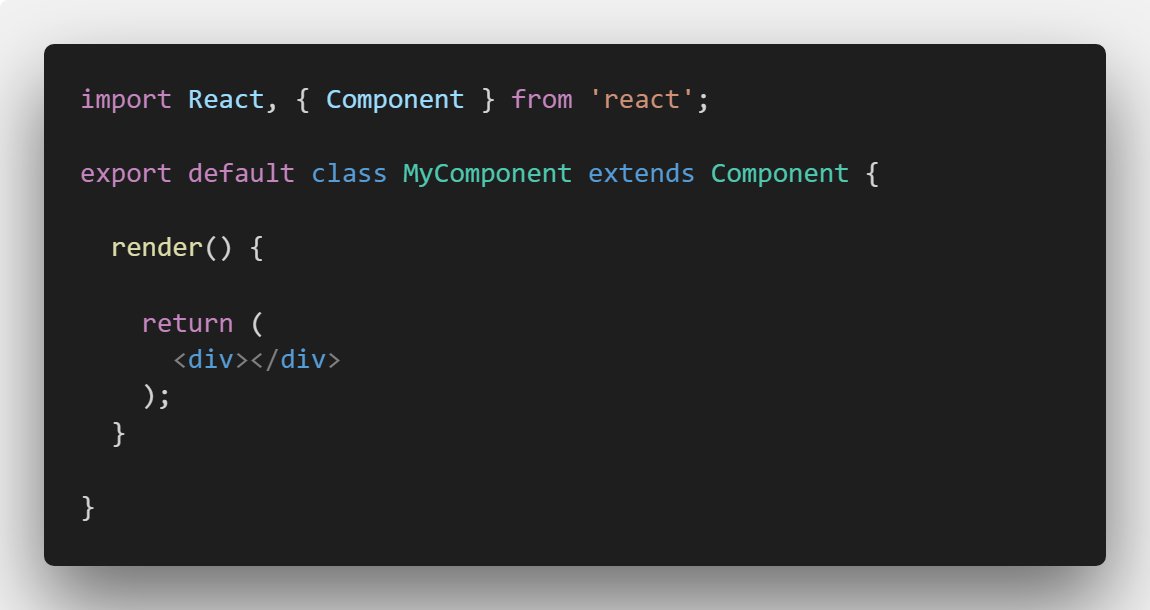 import React, { Component } from 'react';
export default class MyComponent extends Component {
render() {
return (
<div></div>
);
}
}